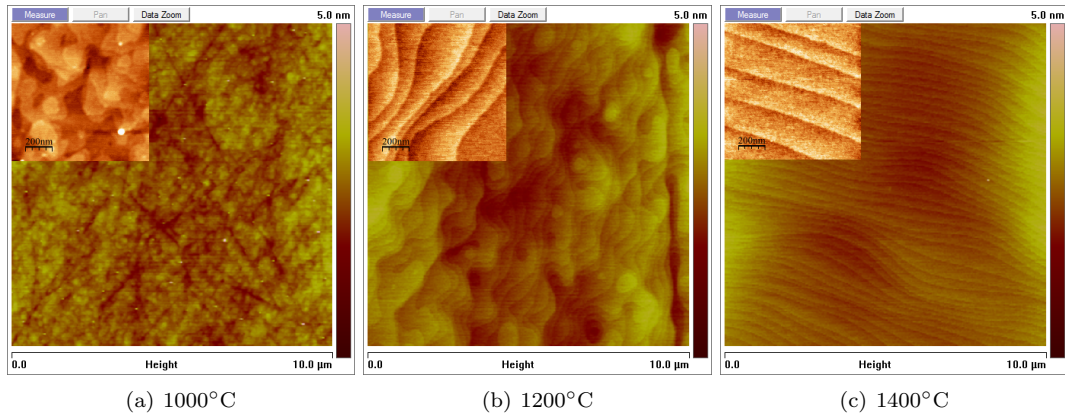 Measure Pan Data Zoom 5.0 nm
200nm
0.0 Height 10.0 µm
(a) 1000°C
Measure Pan Data Zoom 5.0 nm
200nm
0.0 Height 10.0 µm
(b) 1200°C
Measure Pan Data Zoom 5.0 nm
200nm
0.0 Height 10.0 µm
(c) 1400°C